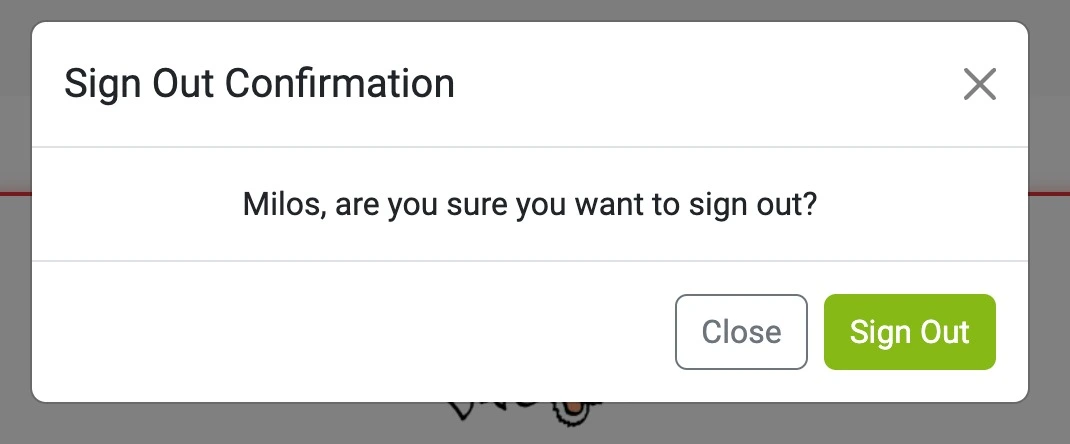 Sign Out Confirmation
Milos, are you sure you want to sign out?
Close
Sign Out